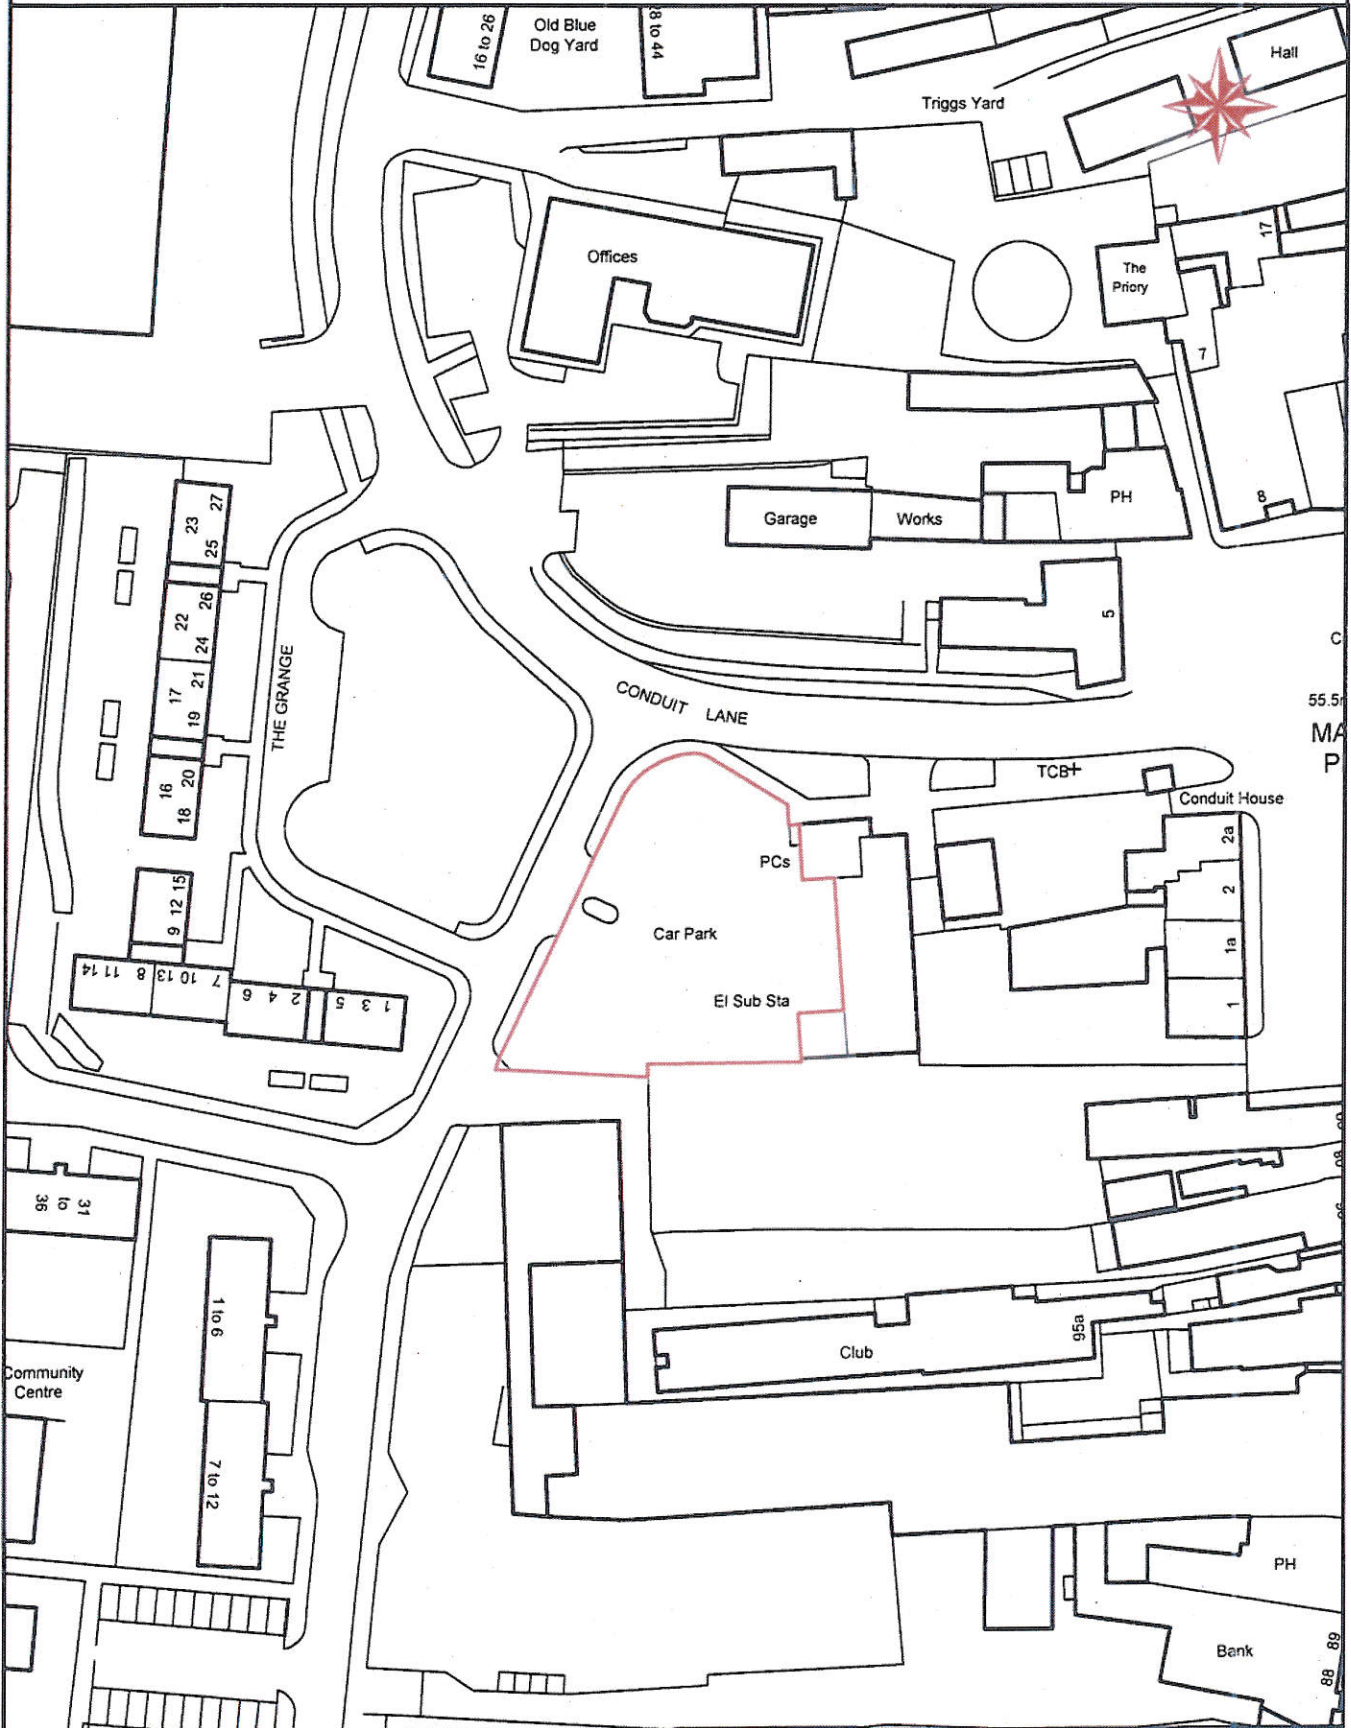 Old Blue
Dog Yard
16 to 26
28 to 44
Hall
Triggs Yard
Offices
The
Priory
17
7
8
PH
Garage
Works
5
27
23
25
26
22
24
21
17
19
20
16
18
THE GRANGE
CONDUIT LANE
55.5m
TCB
Conduit House
2a
2
1a
1
PCs
Car Park
El Sub Sta
15
12
9
14
11
8
13
10
7
6
4
2
5
3
1
31
to
36
1 to 6
7 to 12
Community
Centre
Club
95a
PH
Bank
89
88